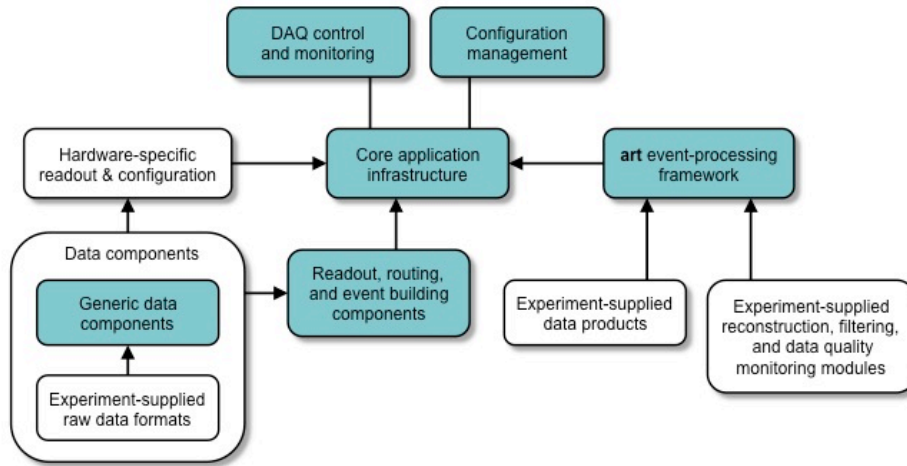 DAQ control
and monitoring
Configuration
management
Hardware-specific
readout & configuration
Core application
infrastructure
art event-processing
framework
Data components
Generic data
components
Experiment-supplied
raw data formats
Readout, routing,
and event building
components
Experiment-supplied
data products
Experiment-supplied
reconstruction, filtering,
and data quality
monitoring modules